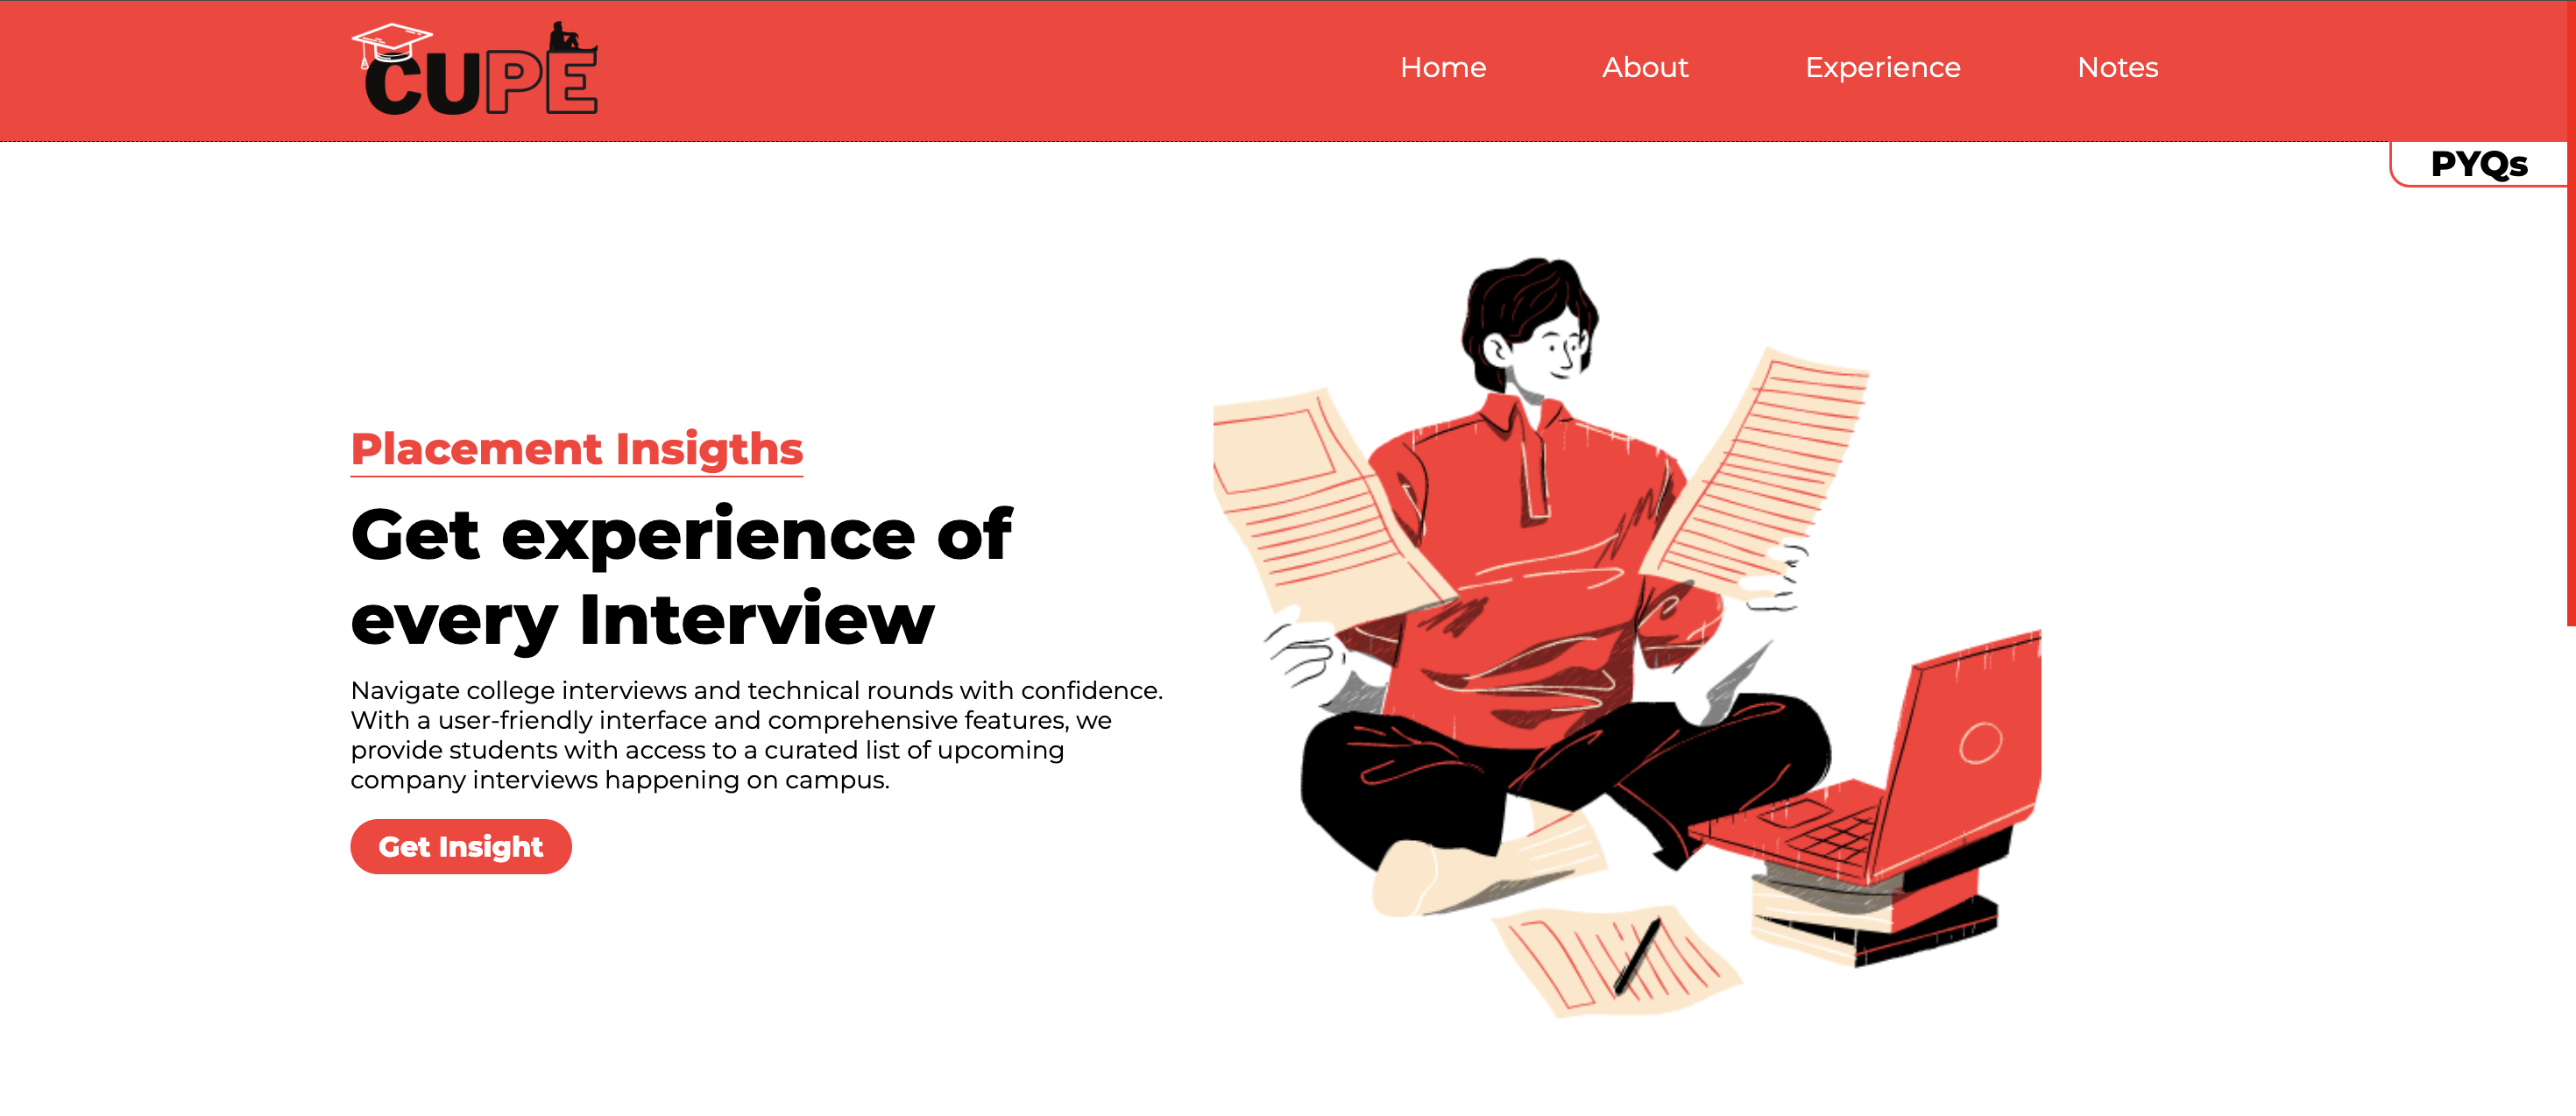 CUPE
Home
About
Experience
Notes
PYQs
Placement Insigths
Get experience of
every Interview
Navigate college interviews and technical rounds with confidence.
With a user-friendly interface and comprehensive features, we
provide students with access to a curated list of upcoming
company interviews happening on campus.
Get Insight